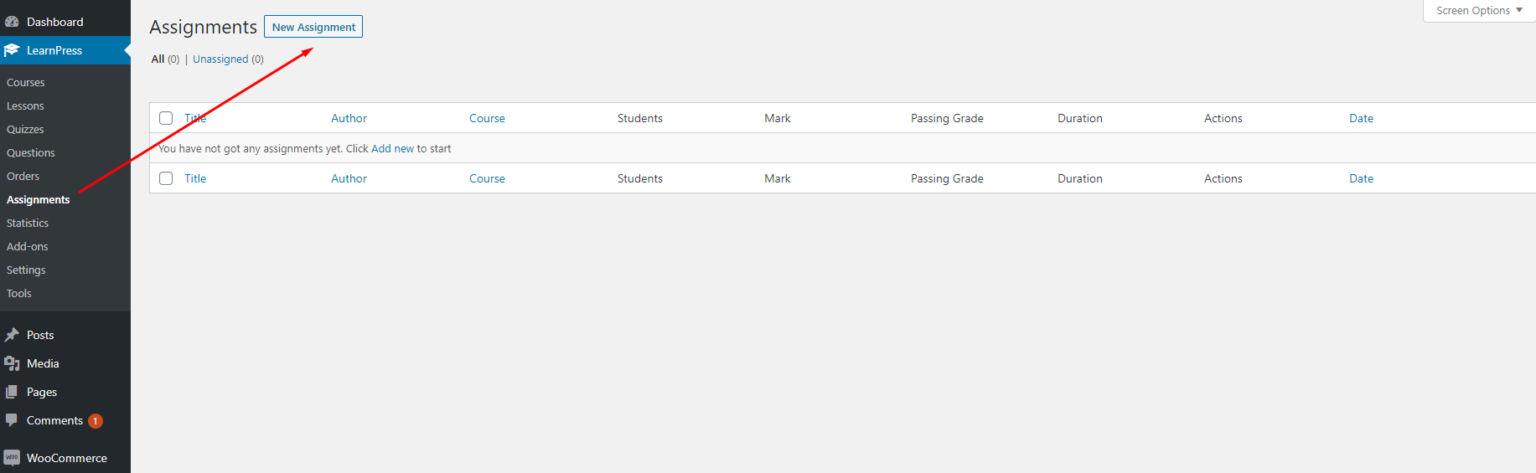 Dashboard
LearnPress
Courses
Lessons
Quizzes
Questions
Orders
Assignments
Statistics
Add-ons
Settings
Tools
Posts
Media
Pages
Comments 1
WooCommerce
Screen Options ▼
Assignments New Assignment
All (0) | Unassigned (0)
Title Author Course Students Mark Passing Grade Duration Actions Date
You have not got any assignments yet. Click Add new to start
Title Author Course Students Mark Passing Grade Duration Actions Date